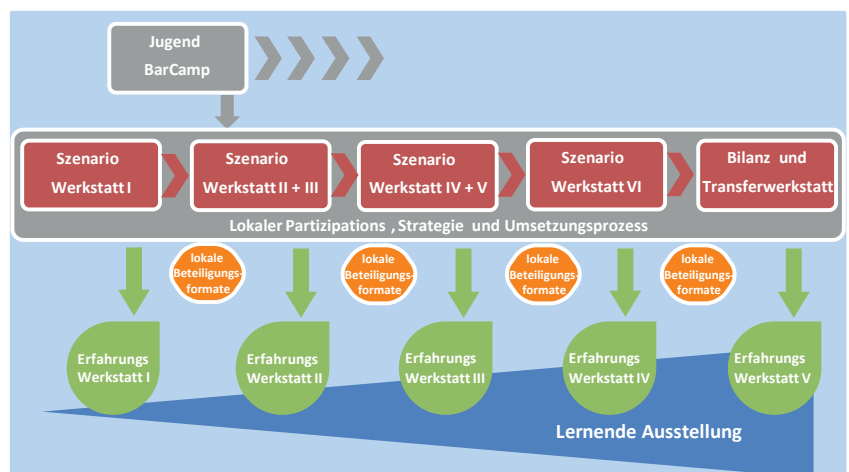 Jugend
BarCamp
Szenario
Werkstatt I
Szenario
Werkstatt II + III
Szenario
Werkstatt IV + V
Szenario
Werkstatt VI
Bilanz und
Transferwerkstatt
Lokaler Partizipations , Strategie und Umsetzungsprozess
lokale
Beteiligungs-
formate
lokale
Beteiligungs-
formate
lokale
Beteiligungs-
formate
lokale
Beteiligungs-
formate
Erfahrungs
Werkstatt I
Erfahrungs
Werkstatt II
Erfahrungs
Werkstatt III
Erfahrungs
Werkstatt IV
Erfahrungs
Werkstatt V
Lernende Ausstellung